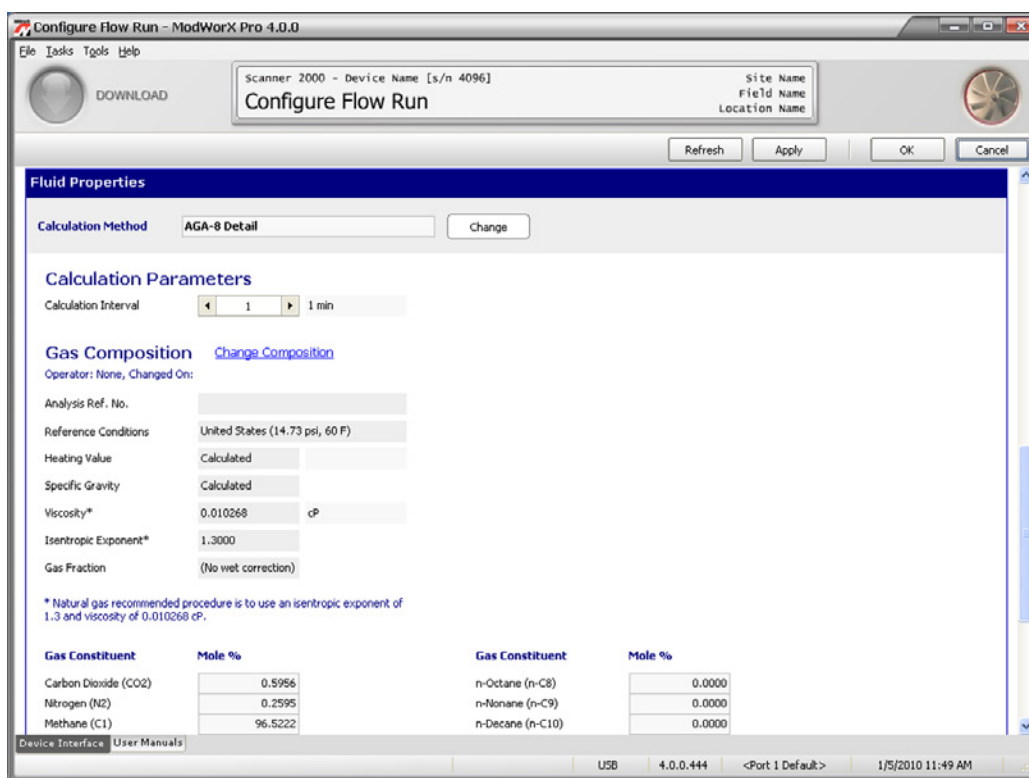 Configure Flow Run - ModWorX Pro 4.0.0
File Tasks Tools Help
DOWNLOAD
Scanner 2000 - Device Name [s/n 4096]
Configure Flow Run
Site Name
Field Name
Location Name
Refresh Apply OK Cancel
Fluid Properties
Calculation Method AGA-8 Detail Change
Calculation Parameters
Calculation Interval 1 1 min
Gas Composition Change Composition
Operator: None, Changed On:
Analysis Ref. No.
Reference Conditions United States (14.73 psi, 60 F)
Heating Value Calculated
Specific Gravity Calculated
Viscosity* 0.010268 cP
Isentropic Exponent* 1.3000
Gas Fraction (No wet correction)
* Natural gas recommended procedure is to use an isentropic exponent of
1.3 and viscosity of 0.010268 cP.
Gas Constituent Mole % Gas Constituent Mole %
Carbon Dioxide (CO2) 0.5956 n-Octane (n-C8) 0.0000
Nitrogen (N2) 0.2595 n-Nonane (n-C9) 0.0000
Methane (C1) 96.5222 n-Decane (n-C10) 0.0000
Device Interface User Manuals
USB 4.0.0.444 <Port 1 Default> 1/5/2010 11:49 AM